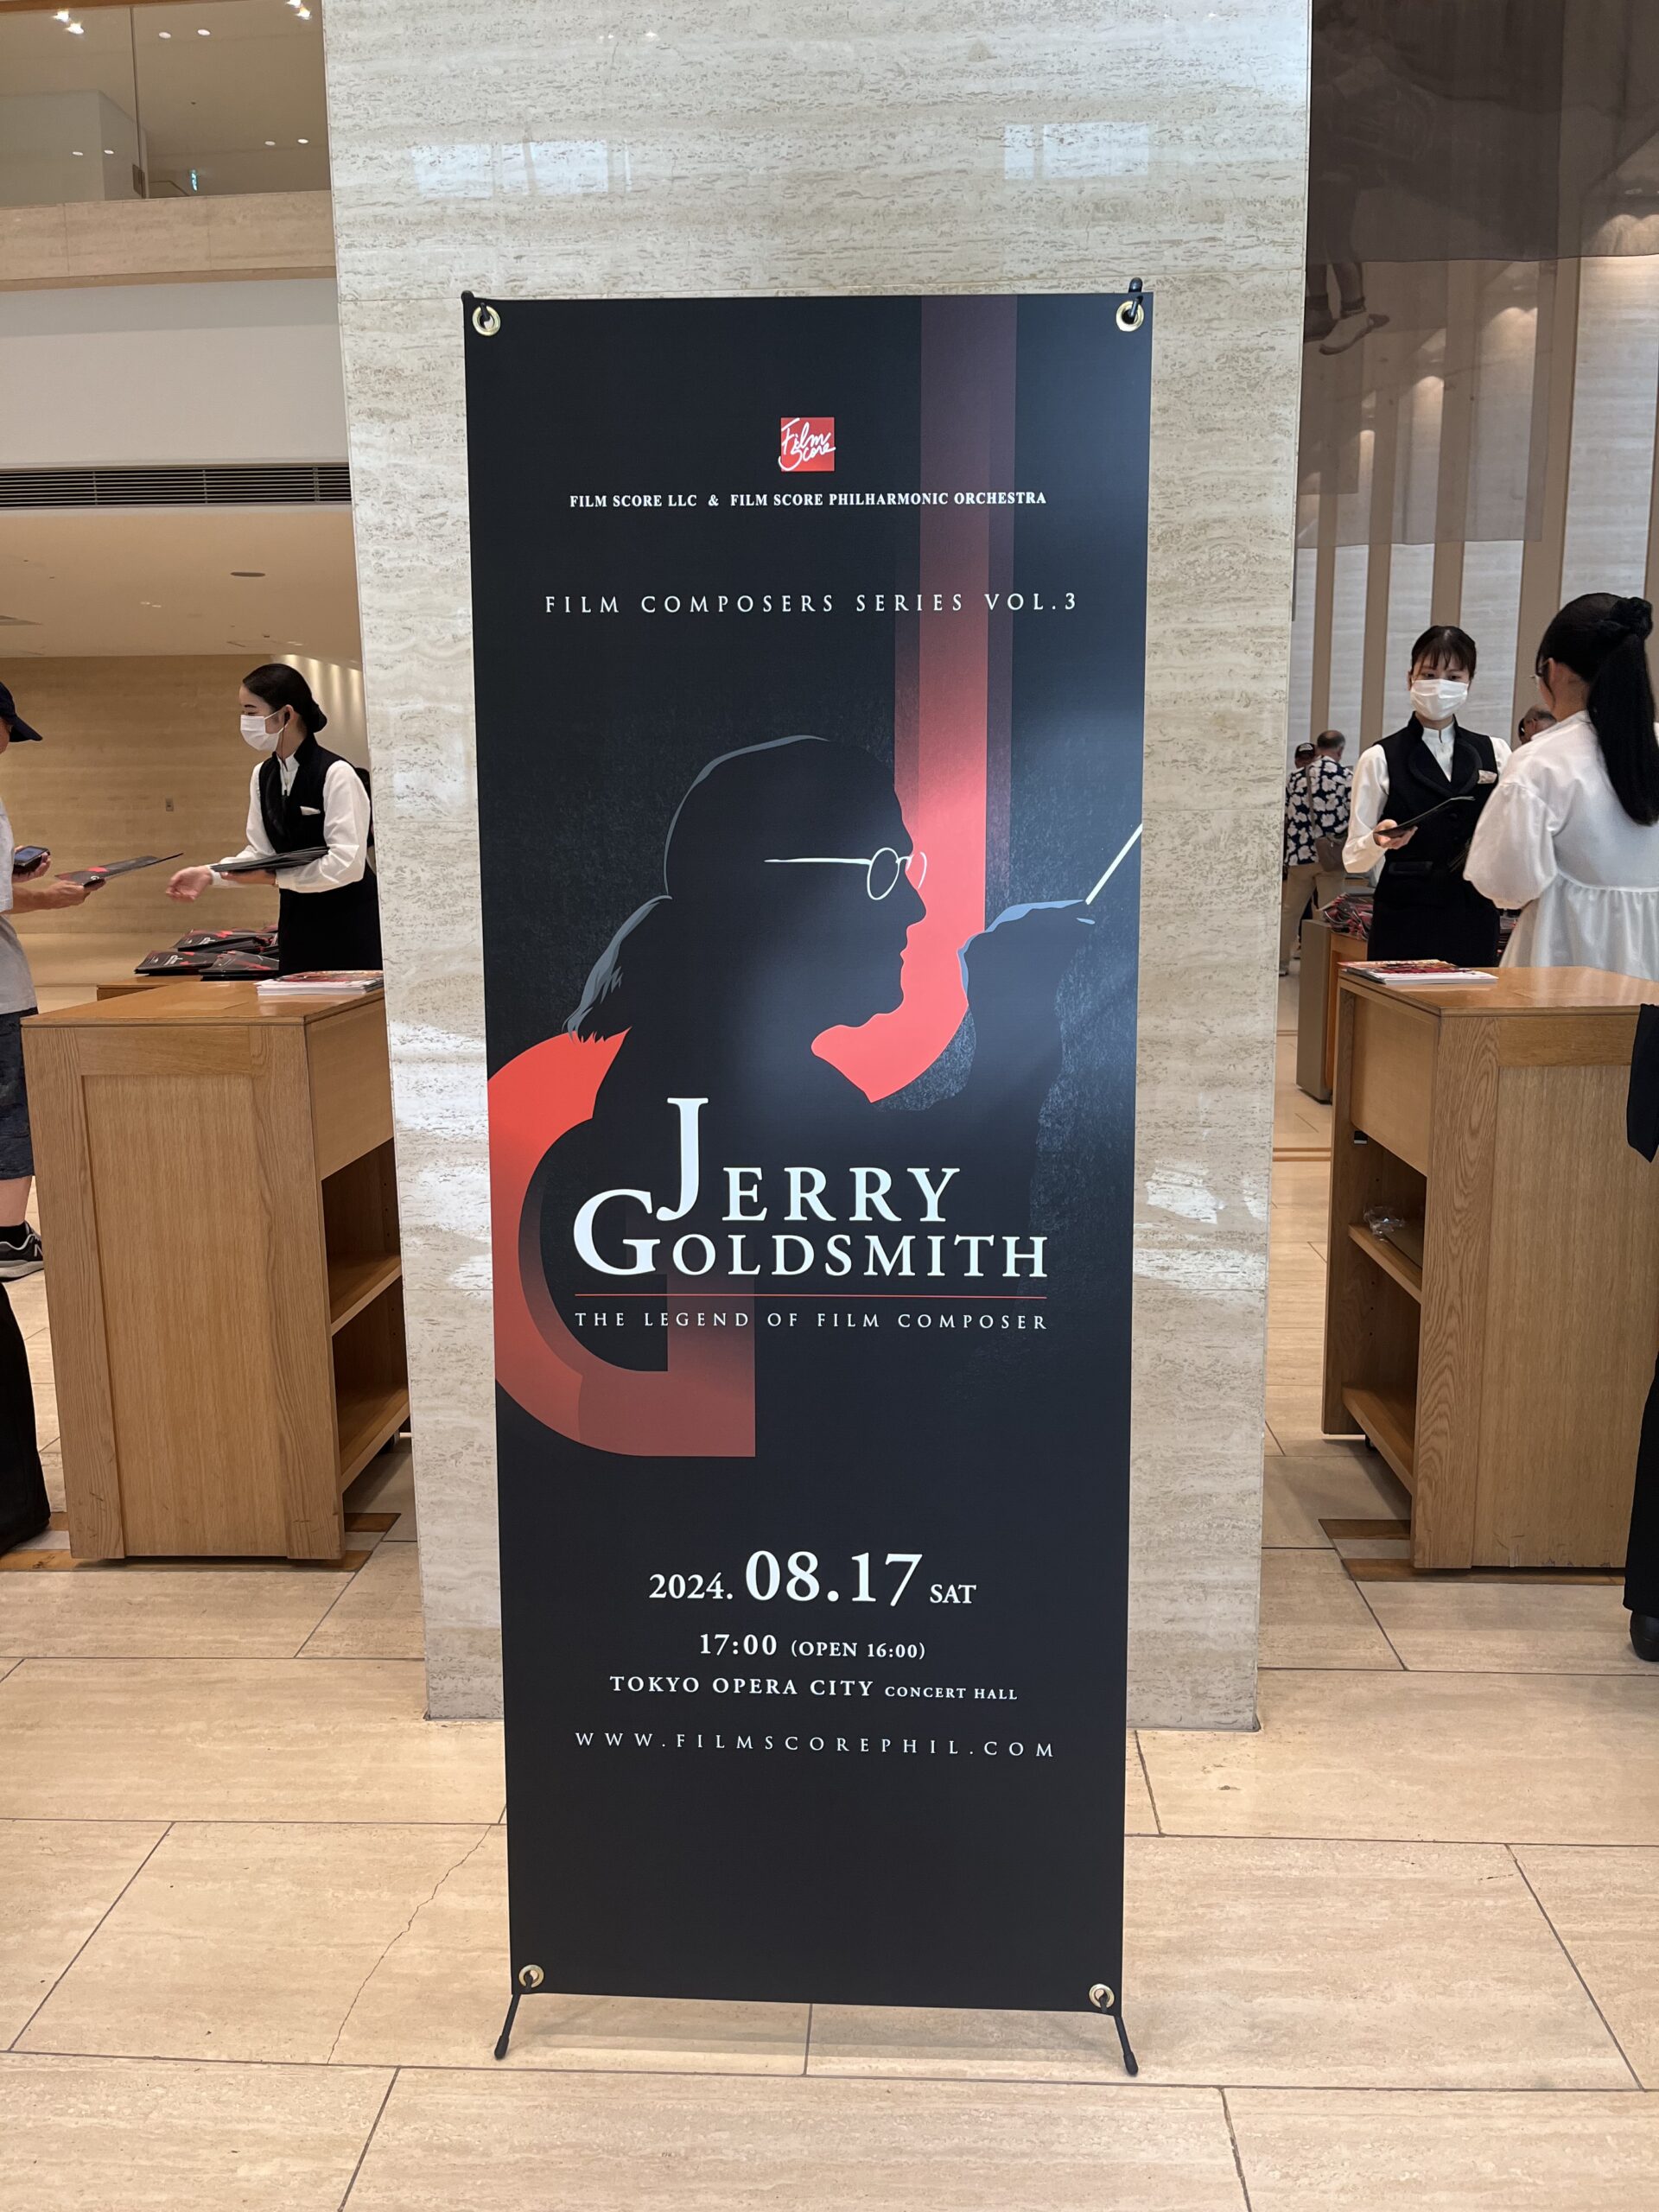 Film
Score
FILM SCORE LLC & FILM SCORE PHILHARMONIC ORCHESTRA
FILM COMPOSERS SERIES VOL.3
JERRY
GOLDSMITH
THE LEGEND OF FILM COMPOSER
2024. 08.17 SAT
17:00 (OPEN 16:00)
TOKYO OPERA CITY CONCERT HALL
WWW.FILMSCOREPHIL.COM